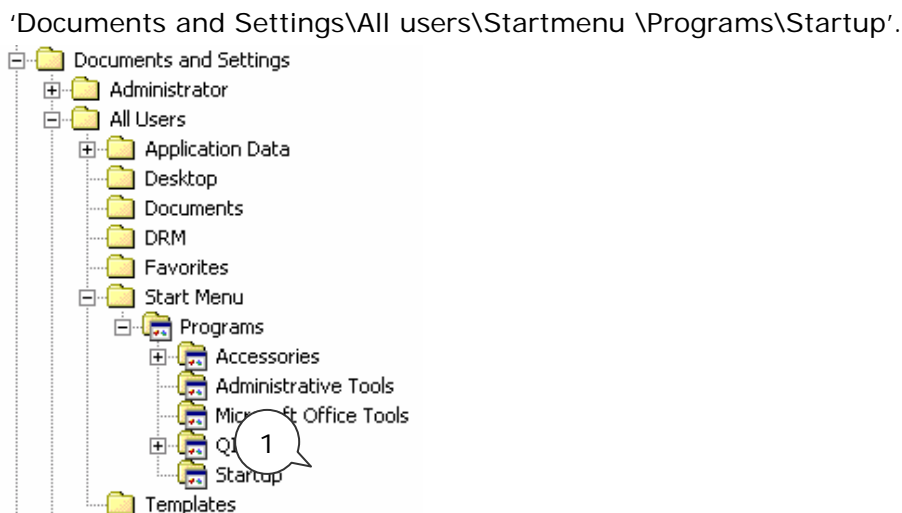 'Documents and Settings\All users\Startmenu \Programs\Startup'.
Documents and Settings
Administrator
All Users
Application Data
Desktop
Documents
DRM
Favorites
Start Menu
Programs
Accessories
Administrative Tools
Office Tools
1
Startup
Templates